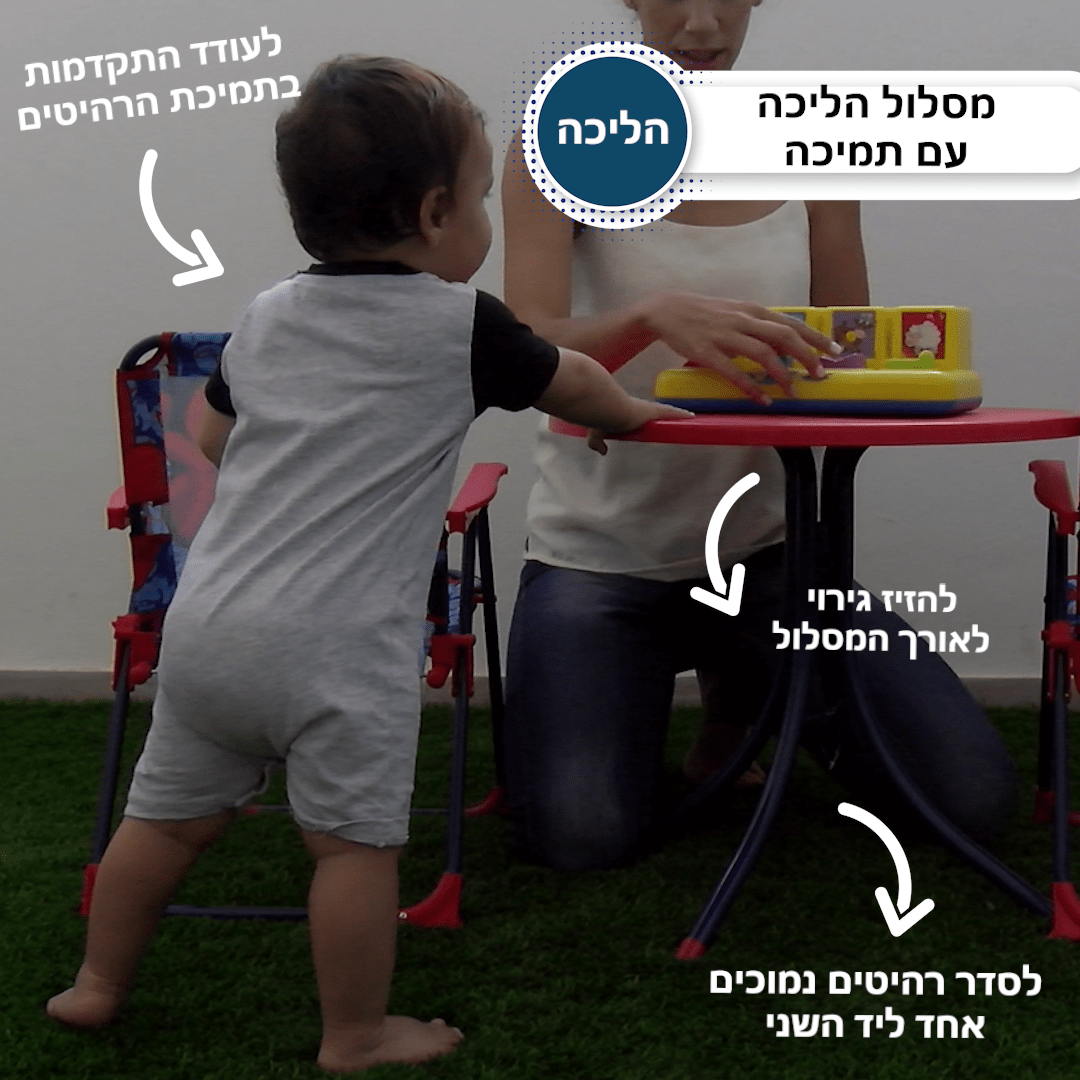 הליכה
מסלול הליכה
עם תמיכה
לעודד התקדמות
בתמיכת הרהיטים
להזיז גירוי
לאורך המסלול
לסדר רהיטים נמוכים
אחד ליד השני